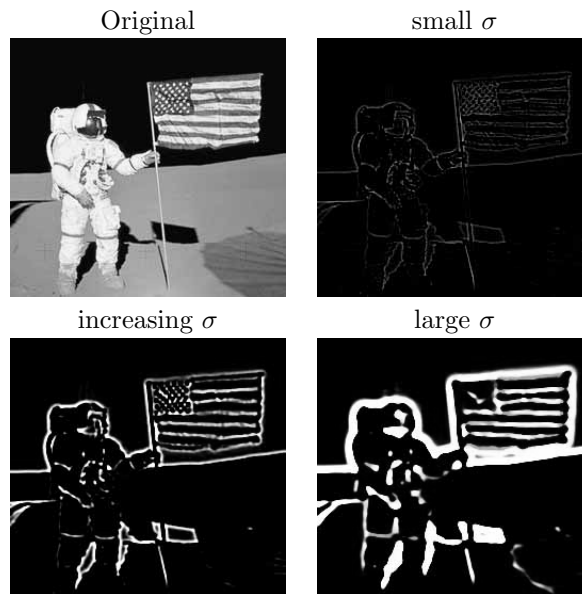 Original
small σ
increasing σ
large σ